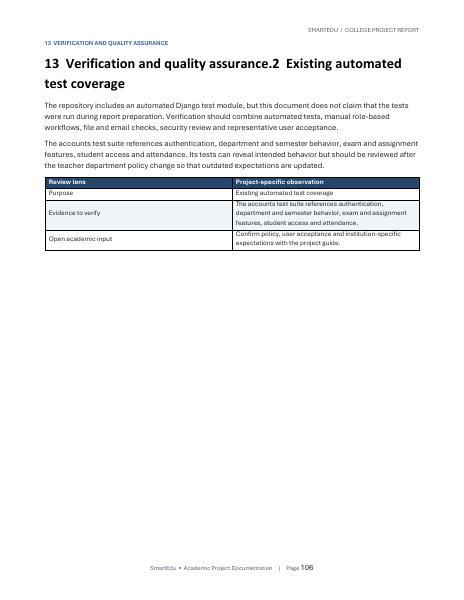 SMARTEDU / COLLEGE PROJECT REPORT
13 VERIFICATION AND QUALITY ASSURANCE
13 Verification and quality assurance.2 Existing automated
test coverage
The repository includes an automated Django test module, but this document does not claim that the tests
were run during report preparation. Verification should combine automated tests, manual role-based
workflows, file and email checks, security review and representative user acceptance.
The accounts test suite references authentication, department and semester behavior, exam and assignment
features, student access and attendance. Its tests can reveal intended behavior but should be reviewed after
the teacher department policy change so that outdated expectations are updated.
Review lens Project-specific observation
Purpose Existing automated test coverage
Evidence to verify The accounts test suite references authentication,
department and semester behavior, exam and assignment
features, student access and attendance.
Open academic input Confirm policy, user acceptance and institution-specific
expectations with the project guide.
SmartEdu • Academic Project Documentation | Page 106